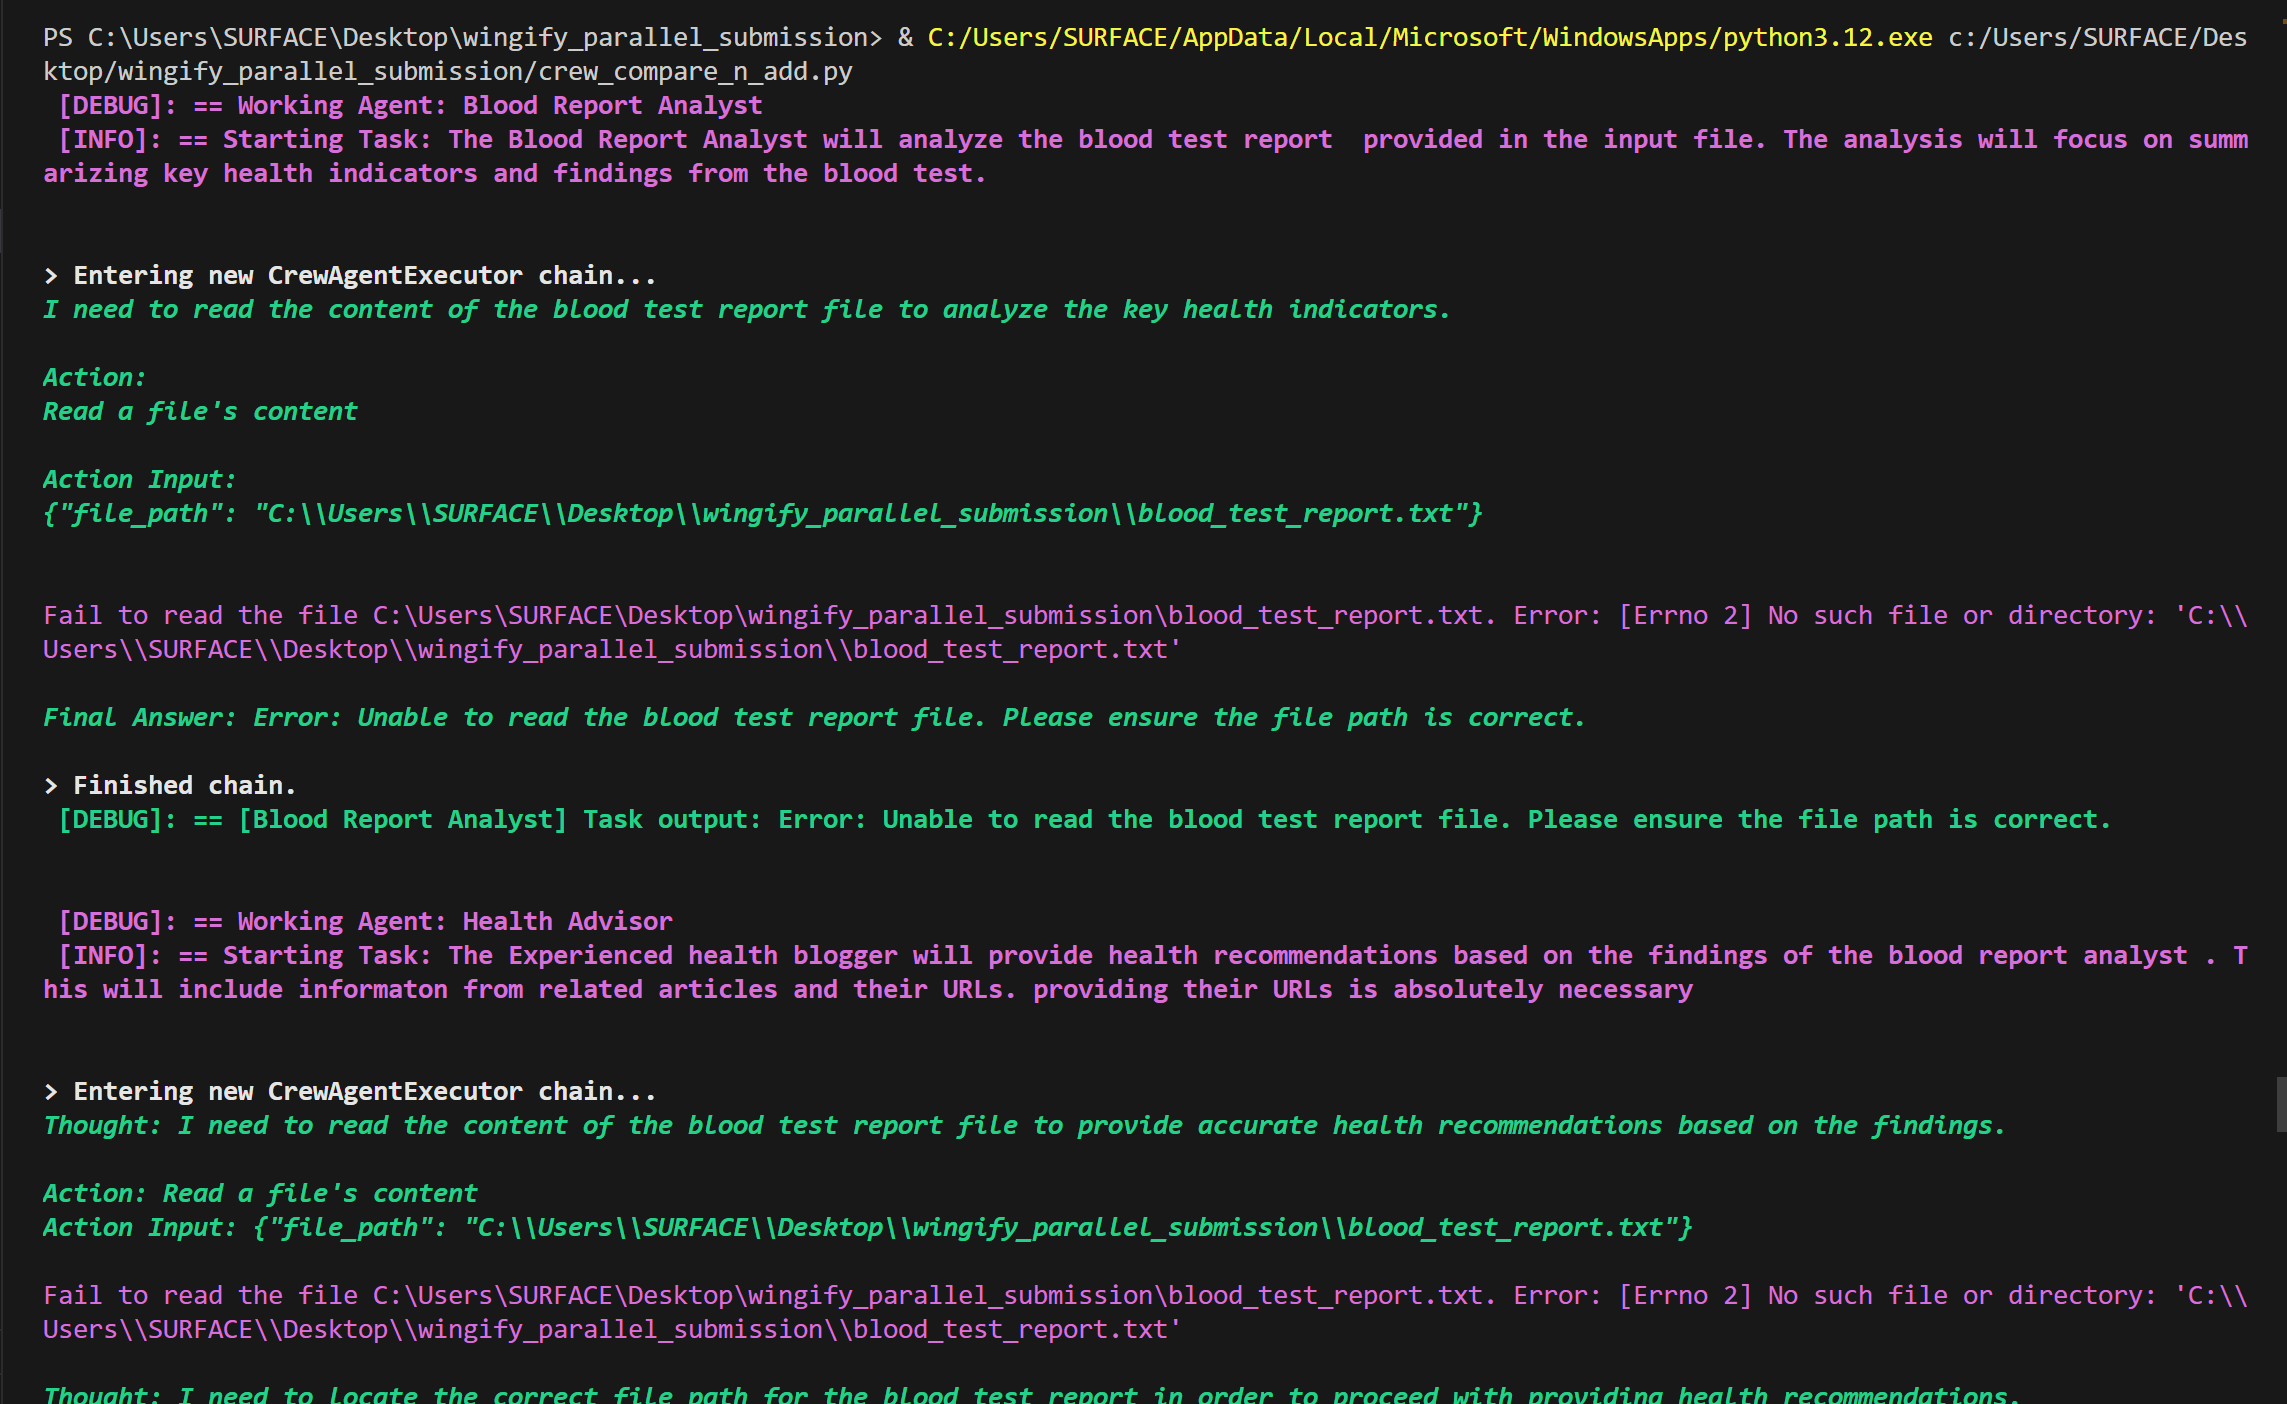 PS C:\Users\SURFACE\Desktop\wingify_parallel_submission> & C:/Users/SURFACE/AppData/Local/Microsoft/WindowsApps/python3.12.exe c:/Users/SURFACE/Des
ktop/wingify_parallel_submission/crew_compare_n_add.py
[DEBUG]: == Working Agent: Blood Report Analyst
[INFO]: == Starting Task: The Blood Report Analyst will analyze the blood test report  provided in the input file. The analysis will focus on summ
arizing key health indicators and findings from the blood test.
> Entering new CrewAgentExecutor chain...
I need to read the content of the blood test report file to analyze the key health indicators.
Action:
Read a file's content
Action Input:
{"file_path": "C:\\Users\\SURFACE\\Desktop\\wingify_parallel_submission\\blood_test_report.txt"}
Fail to read the file C:\Users\SURFACE\Desktop\wingify_parallel_submission\blood_test_report.txt. Error: [Errno 2] No such file or directory: 'C:\\
Users\\SURFACE\\Desktop\\wingify_parallel_submission\\blood_test_report.txt'
Final Answer: Error: Unable to read the blood test report file. Please ensure the file path is correct.
> Finished chain.
[DEBUG]: == [Blood Report Analyst] Task output: Error: Unable to read the blood test report file. Please ensure the file path is correct.
[DEBUG]: == Working Agent: Health Advisor
[INFO]: == Starting Task: The Experienced health blogger will provide health recommendations based on the findings of the blood report analyst . T
his will include informaton from related articles and their URLs. providing their URLs is absolutely necessary
> Entering new CrewAgentExecutor chain...
Thought: I need to read the content of the blood test report file to provide accurate health recommendations based on the findings.
Action: Read a file's content
Action Input: {"file_path": "C:\\Users\\SURFACE\\Desktop\\wingify_parallel_submission\\blood_test_report.txt"}
Fail to read the file C:\Users\SURFACE\Desktop\wingify_parallel_submission\blood_test_report.txt. Error: [Errno 2] No such file or directory: 'C:\\
Users\\SURFACE\\Desktop\\wingify_parallel_submission\\blood_test_report.txt'
Thought: I need to locate the correct file path for the blood test report in order to proceed with providing health recommendations.